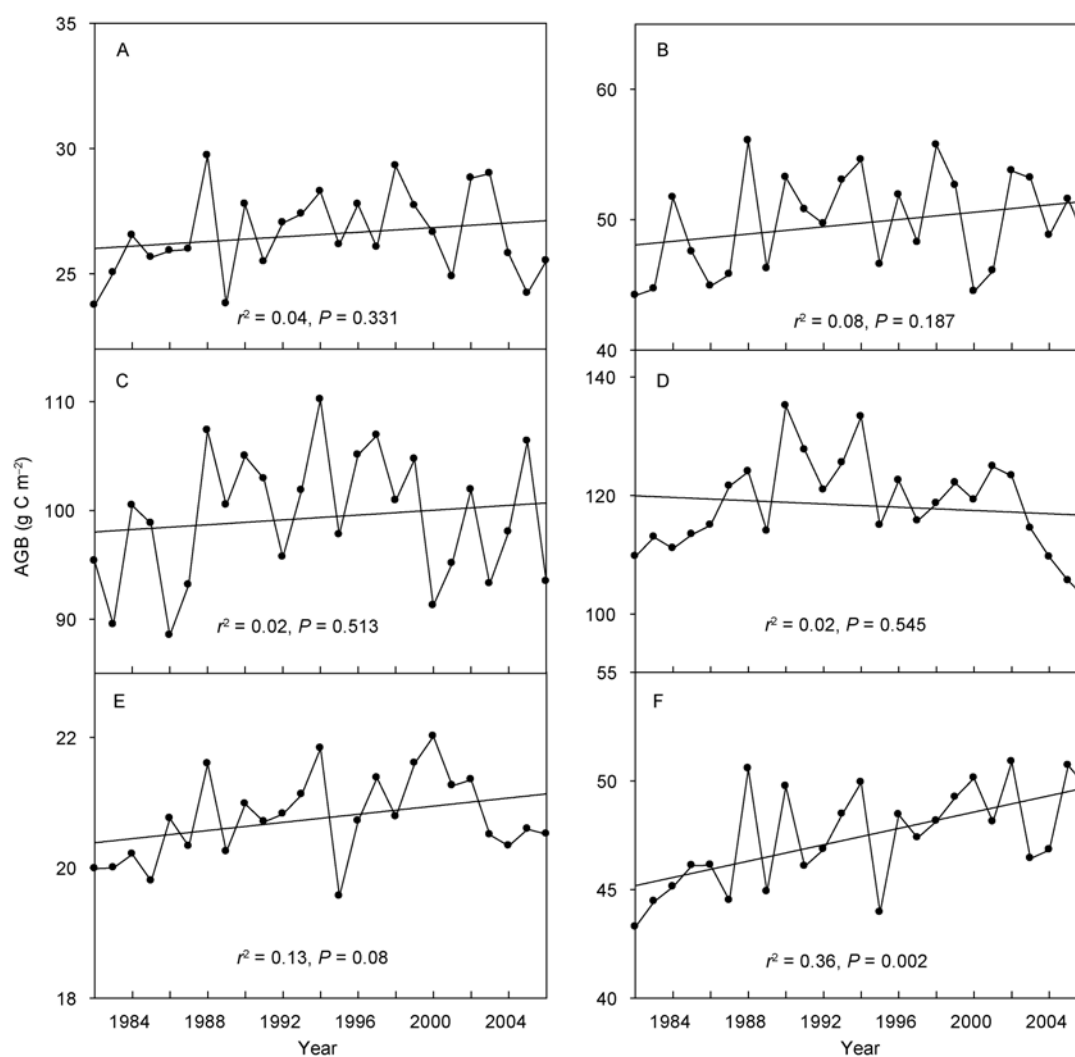 35
A
30
25
r² = 0.04, P = 0.331
B
60
50
40
r² = 0.08, P = 0.187
AGB (g C m⁻²)
C
110
100
90
r² = 0.02, P = 0.513
D
140
120
100
r² = 0.02, P = 0.545
E
22
20
18
r² = 0.13, P = 0.08
1984 1988 1992 1996 2000 2004
Year
55
F
50
45
40
r² = 0.36, P = 0.002
1984 1988 1992 1996 2000 2004
Year